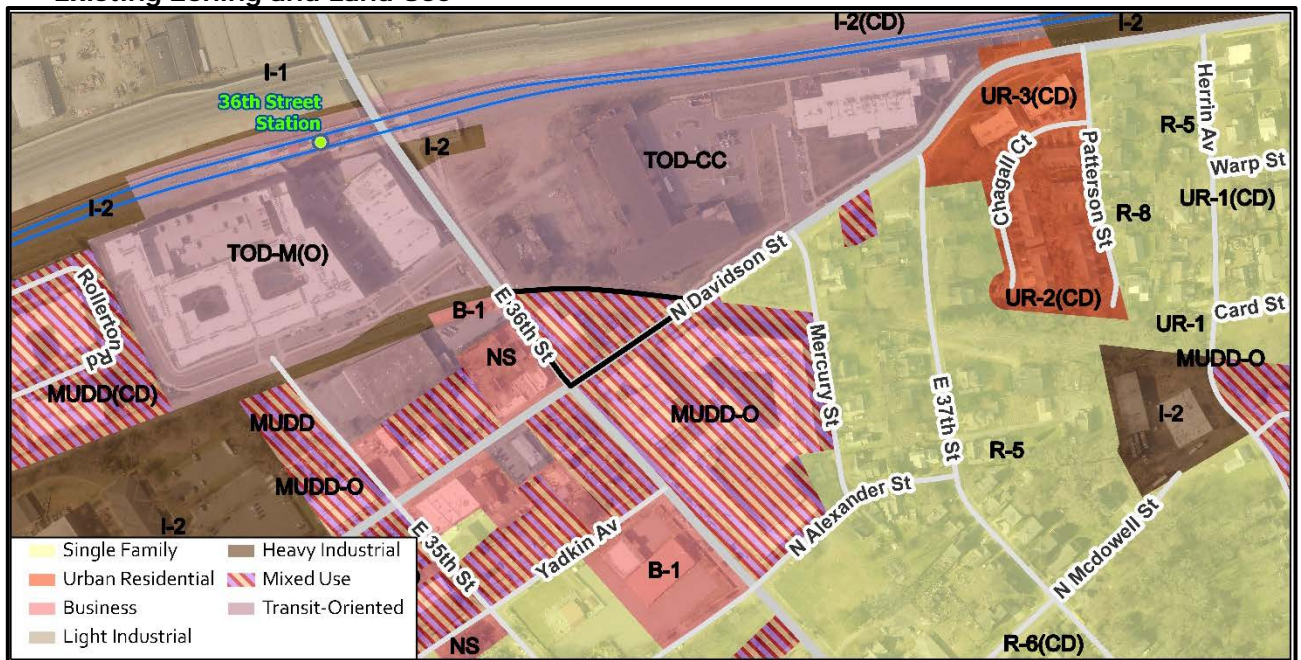 Existing Zoning and Land Use
I-2(CD)
I-2
I-1
36th Street
Station
UR-3(CD)
Herrin Av
R-5
I-2
TOD-CC
Chagall Ct
Patterson St
Warp St
UR-1(CD)
I-2
R-8
TOD-M(O)
N Davidson St
Rollerton
Rd
B-1
E 36th St
UR-2(CD)
UR-1
Card St
NS
Mercury St
E 37th St
MUDD-O
MUDD(CD)
MUDD
MUDD-O
I-2
R-5
MUDD-O
N Alexander St
I-2
E 35th St
Yadkin Av
B-1
N Mcdowell St
NS
R-6(CD)
Single Family
Urban Residential
Business
Light Industrial
Heavy Industrial
Mixed Use
Transit-Oriented